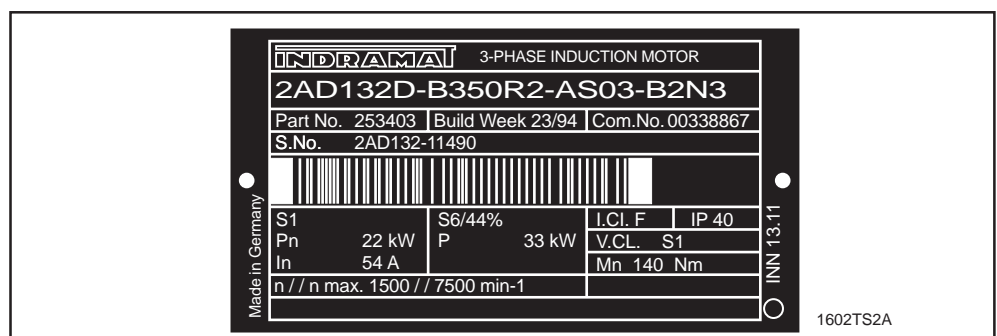 INDRAMAT 3-PHASE INDUCTION MOTOR
2AD132D-B350R2-AS03-B2N3
Part No. 253403 Build Week 23/94 Com.No. 00338867
S.No. 2AD132-11490
S1 S6/44% I.Cl. F IP 40
Pn 22 kW P 33 kW V.CL. S1
In 54 A Mn 140 Nm
n / / n max. 1500 / / 7500 min-1
Made in Germany
INN 13.11
1602TS2A